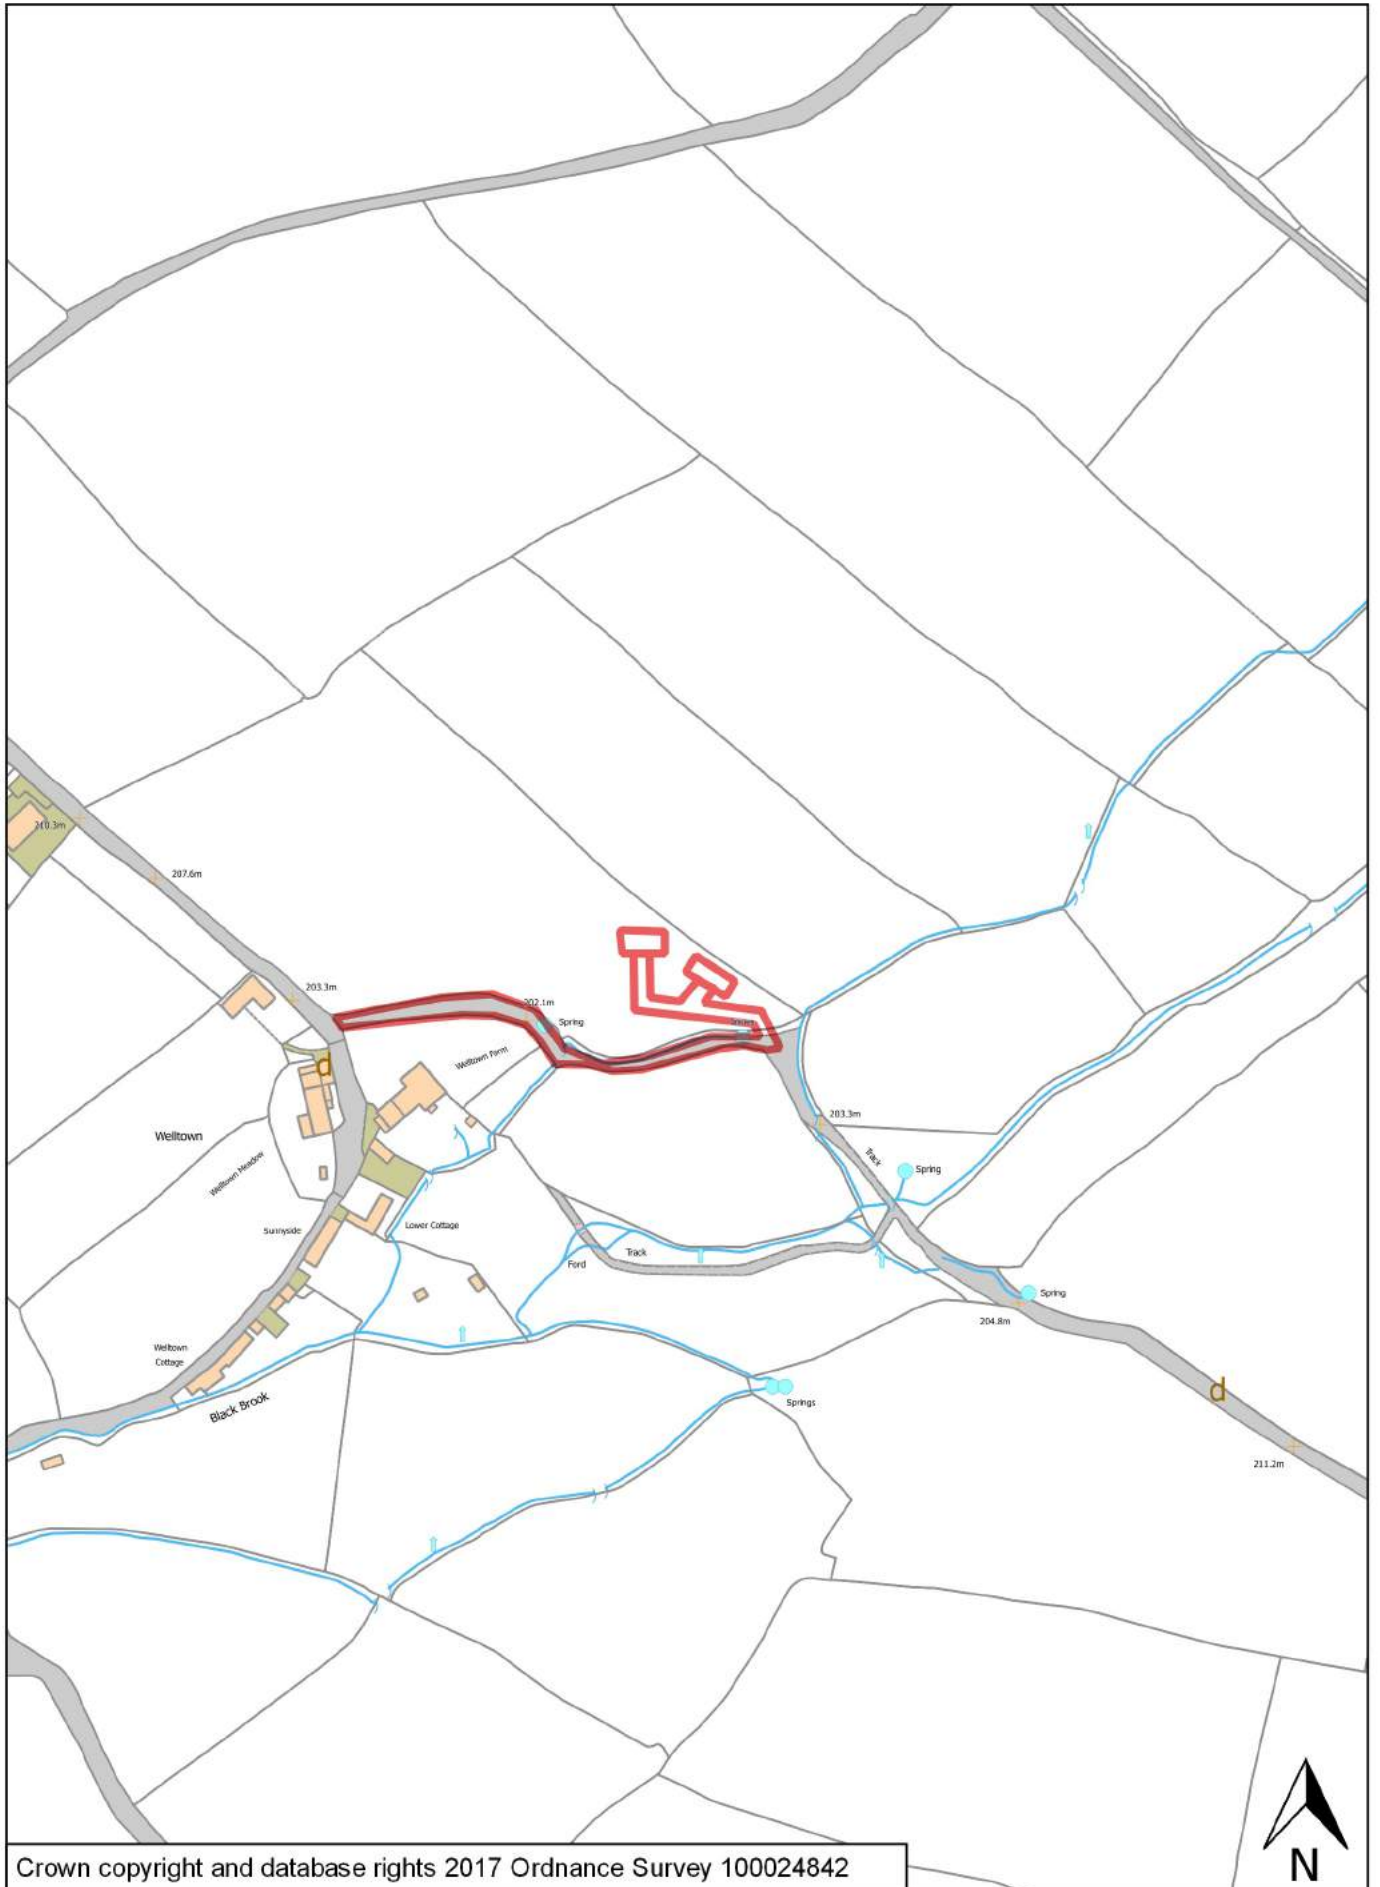 210.3m
207.6m
203.3m
202.1m
Spring
Welltown Farm
d
203.3m
Welltown
Track
Spring
Welltown Meadow
Sunnyside
Lower Cottage
Track
Ford
Spring
204.8m
Welltown
Cottage
d
Black Brook
Springs
211.2m
N
Crown copyright and database rights 2017 Ordnance Survey 100024842